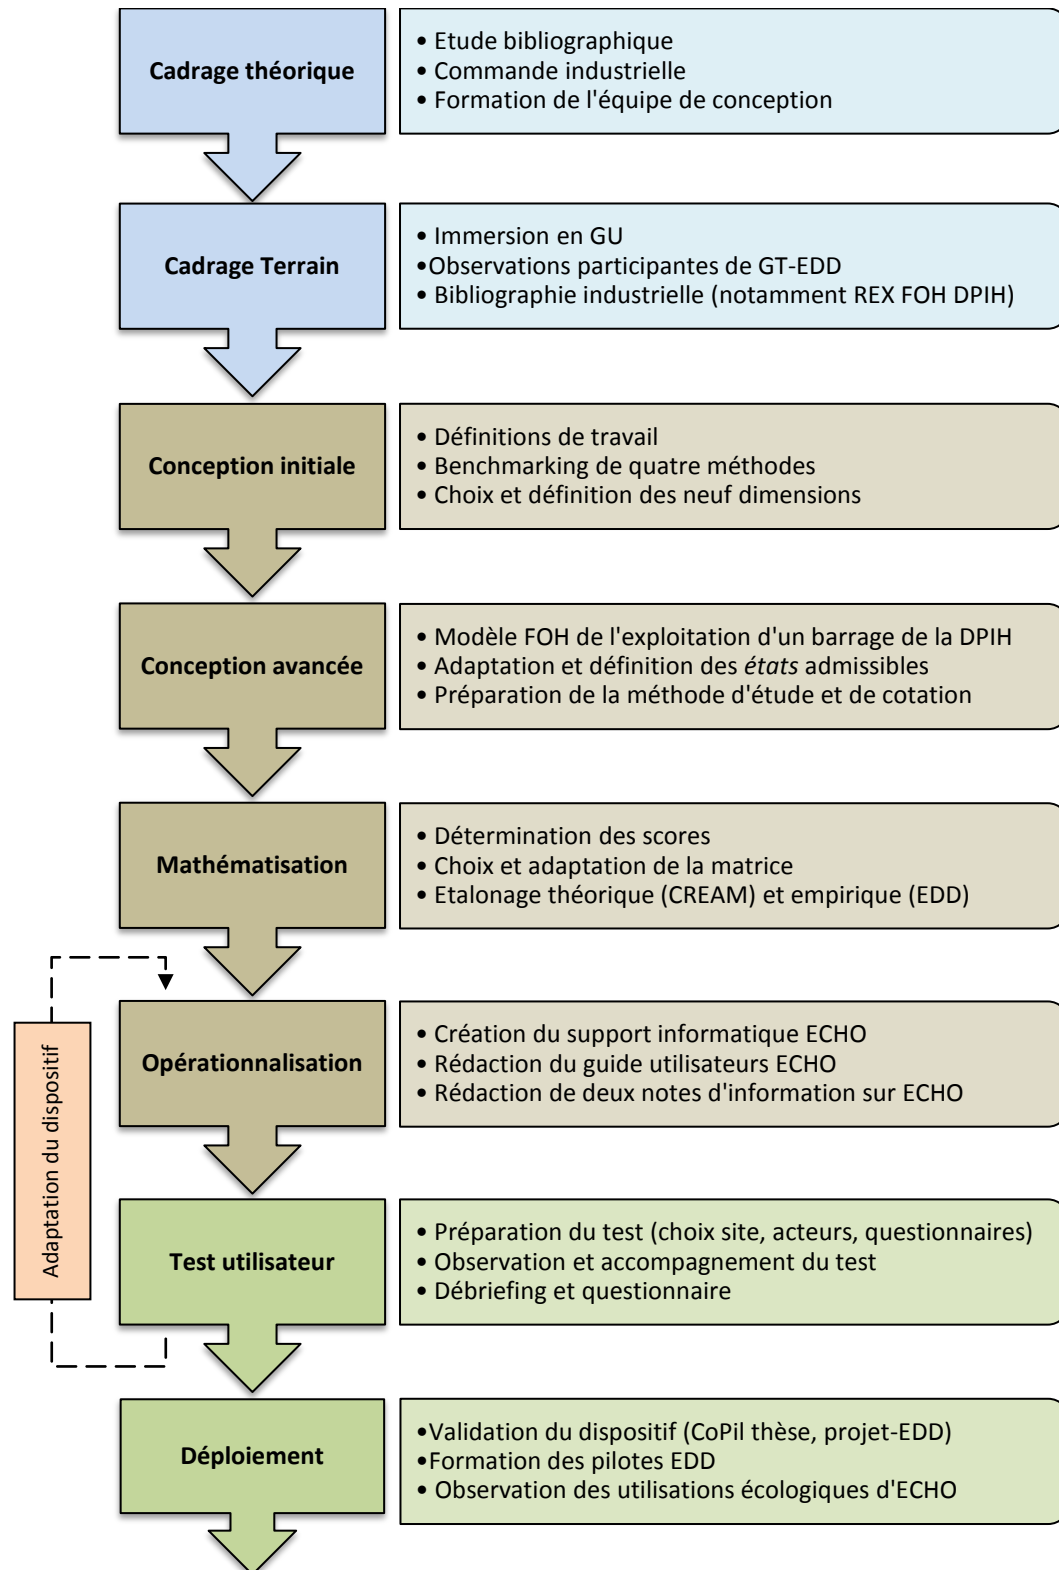 Cadrage théorique
• Etude bibliographique
• Commande industrielle
• Formation de l'équipe de conception
Cadrage Terrain
• Immersion en GU
•Observations participantes de GT-EDD
• Bibliographie industrielle (notamment REX FOH DPIH)
Conception initiale
• Définitions de travail
• Benchmarking de quatre méthodes
• Choix et définition des neuf dimensions
Conception avancée
• Modèle FOH de l'exploitation d'un barrage de la DPIH
• Adaptation et définition des états admissibles
• Préparation de la méthode d'étude et de cotation
Mathématisation
• Détermination des scores
• Choix et adaptation de la matrice
• Etalonage théorique (CREAM) et empirique (EDD)
Adaptation du dispositif
Opérationnalisation
• Création du support informatique ECHO
• Rédaction du guide utilisateurs ECHO
• Rédaction de deux notes d'information sur ECHO
Test utilisateur
• Préparation du test (choix site, acteurs, questionnaires)
• Observation et accompagnement du test
• Débriefing et questionnaire
Déploiement
•Validation du dispositif (CoPil thèse, projet-EDD)
•Formation des pilotes EDD
• Observation des utilisations écologiques d'ECHO